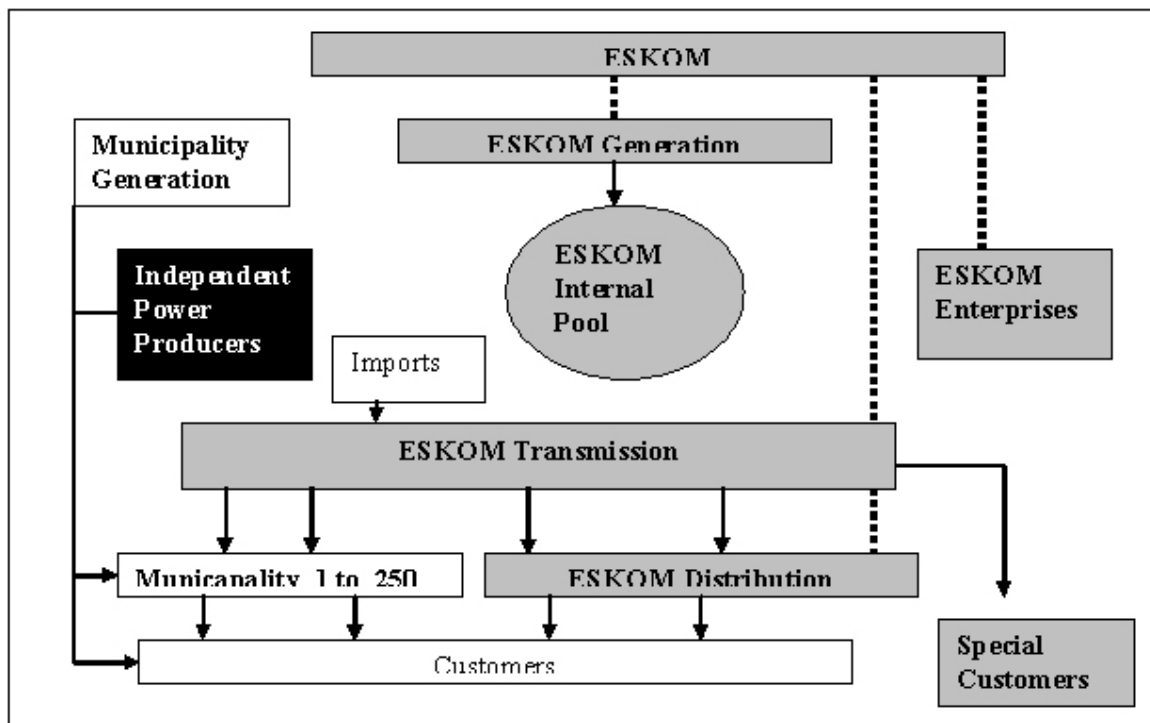 ESKOM
ESKOM Generation
Municipality
Generation
ESKOM
Internal
Pool
Independent
Power
Producers
ESKOM
Enterprises
Imports
ESKOM Transmission
Municanality 1 to 250
ESKOM Distribution
Customers
Special
Customers